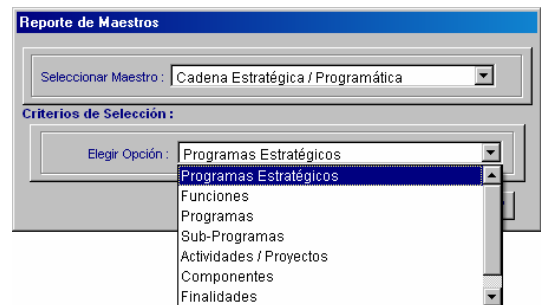 Reporte de Maestros
Seleccionar Maestro : Cadena Estratégica / Programática
Criterios de Selección :
Elegir Opción : Programas Estratégicos
Programas Estratégicos
Funciones
Programas
Sub-Programas
Actividades / Proyectos
Componentes
Finalidades